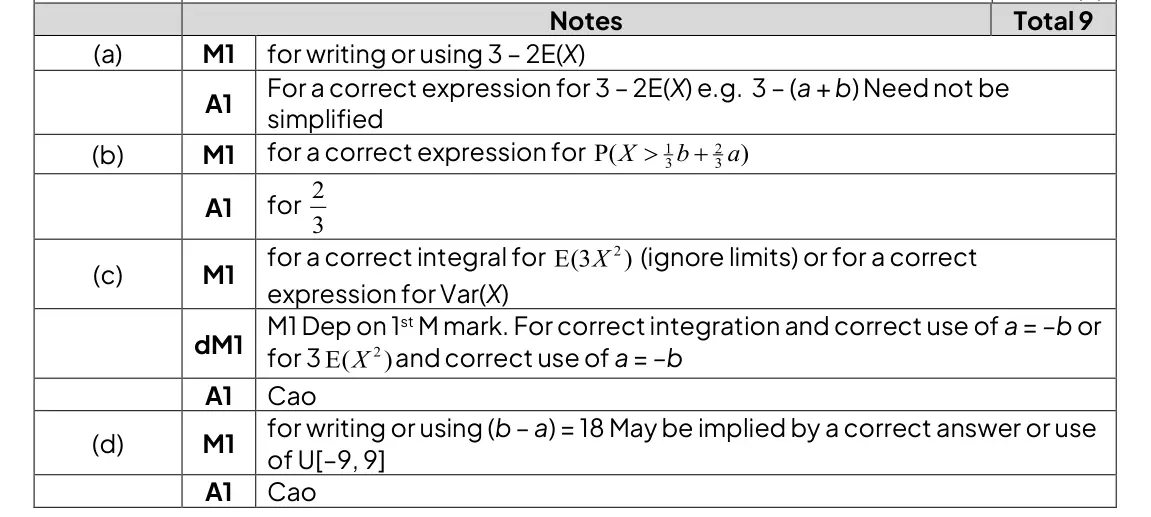 Notes Total 9
(a) M1 for writing or using 3 – 2E(X)
A1 For a correct expression for 3 – 2E(X) e.g. 3 – (a + b) Need not be
simplified
(b) M1 for a correct expression for P(X > 1/3 b + 2/3 a)
A1 for 2/3
(c) M1 for a correct integral for E(3X²) (ignore limits) or for a correct
expression for Var(X)
dM1 M1 Dep on 1st M mark. For correct integration and correct use of a = –b or
for 3 E(X²) and correct use of a = –b
A1 Cao
(d) M1 for writing or using (b – a) = 18 May be implied by a correct answer or use
of U[–9, 9]
A1 Cao